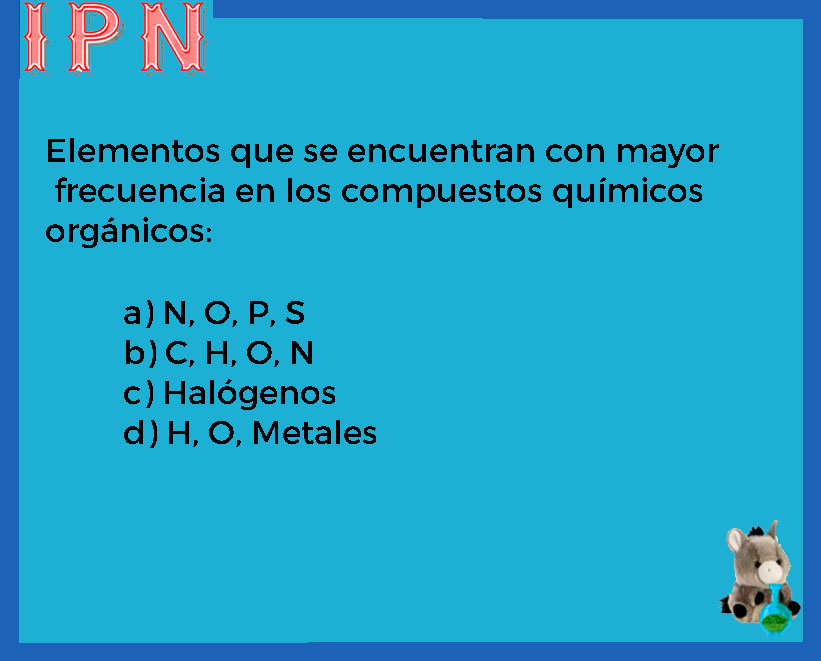 IPN
Elementos que se encuentran con mayor
frecuencia en los compuestos químicos
orgánicos:
a) N, O, P, S
b) C, H, O, N
c) Halógenos
d) H, O, Metales